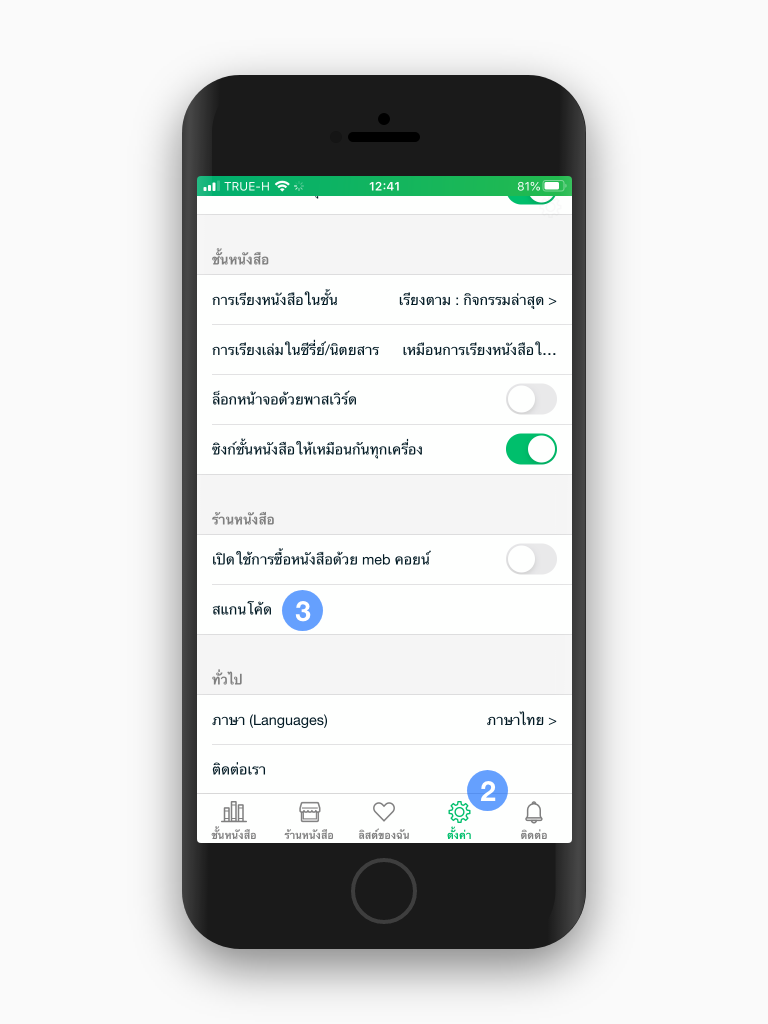 TRUE-H 12:41 81%
ชั้นหนังสือ
การเรียงหนังสือในชั้น เรียงตาม : กิจกรรมล่าสุด >
การเรียงเล่มในซีรี่ย์/นิตยสาร เหมือนการเรียงหนังสือใ...
ล็อกหน้าจอด้วยพาสเวิร์ด
ซิงก์ชั้นหนังสือให้เหมือนกันทุกเครื่อง
ร้านหนังสือ
เปิดใช้การซื้อหนังสือด้วย meb คอยน์
สแกนโค้ด 3
ทั่วไป
ภาษา (Languages) ภาษาไทย >
ติดต่อเรา
2
ชั้นหนังสือ ร้านหนังสือ ลิสต์ของฉัน ตั้งค่า ติดต่อ